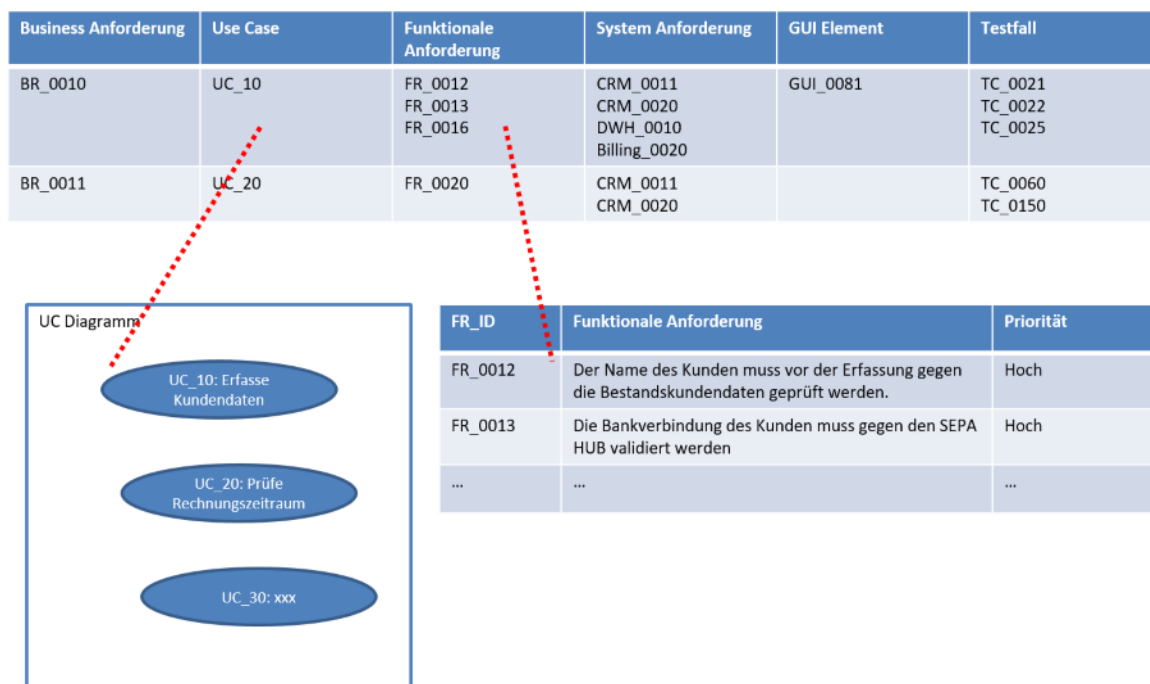 Business Anforderung Use Case Funktionale Anforderung System Anforderung GUI Element Testfall
BR_0010 UC_10 FR_0012 CRM_0011 GUI_0081 TC_0021
FR_0013 CRM_0020 TC_0022
FR_0016 DWH_0010 TC_0025
Billing_0020
BR_0011 UC_20 FR_0020 CRM_0011 TC_0060
CRM_0020 TC_0150
UC Diagramm
UC_10: Erfasse
Kundendaten
UC_20: Prüfe
Rechnungszeitraum
UC_30: xxx
FR_ID Funktionale Anforderung Priorität
FR_0012 Der Name des Kunden muss vor der Erfassung gegen Hoch
die Bestandskundendaten geprüft werden.
FR_0013 Die Bankverbindung des Kunden muss gegen den SEPA Hoch
HUB validiert werden
... ... ...